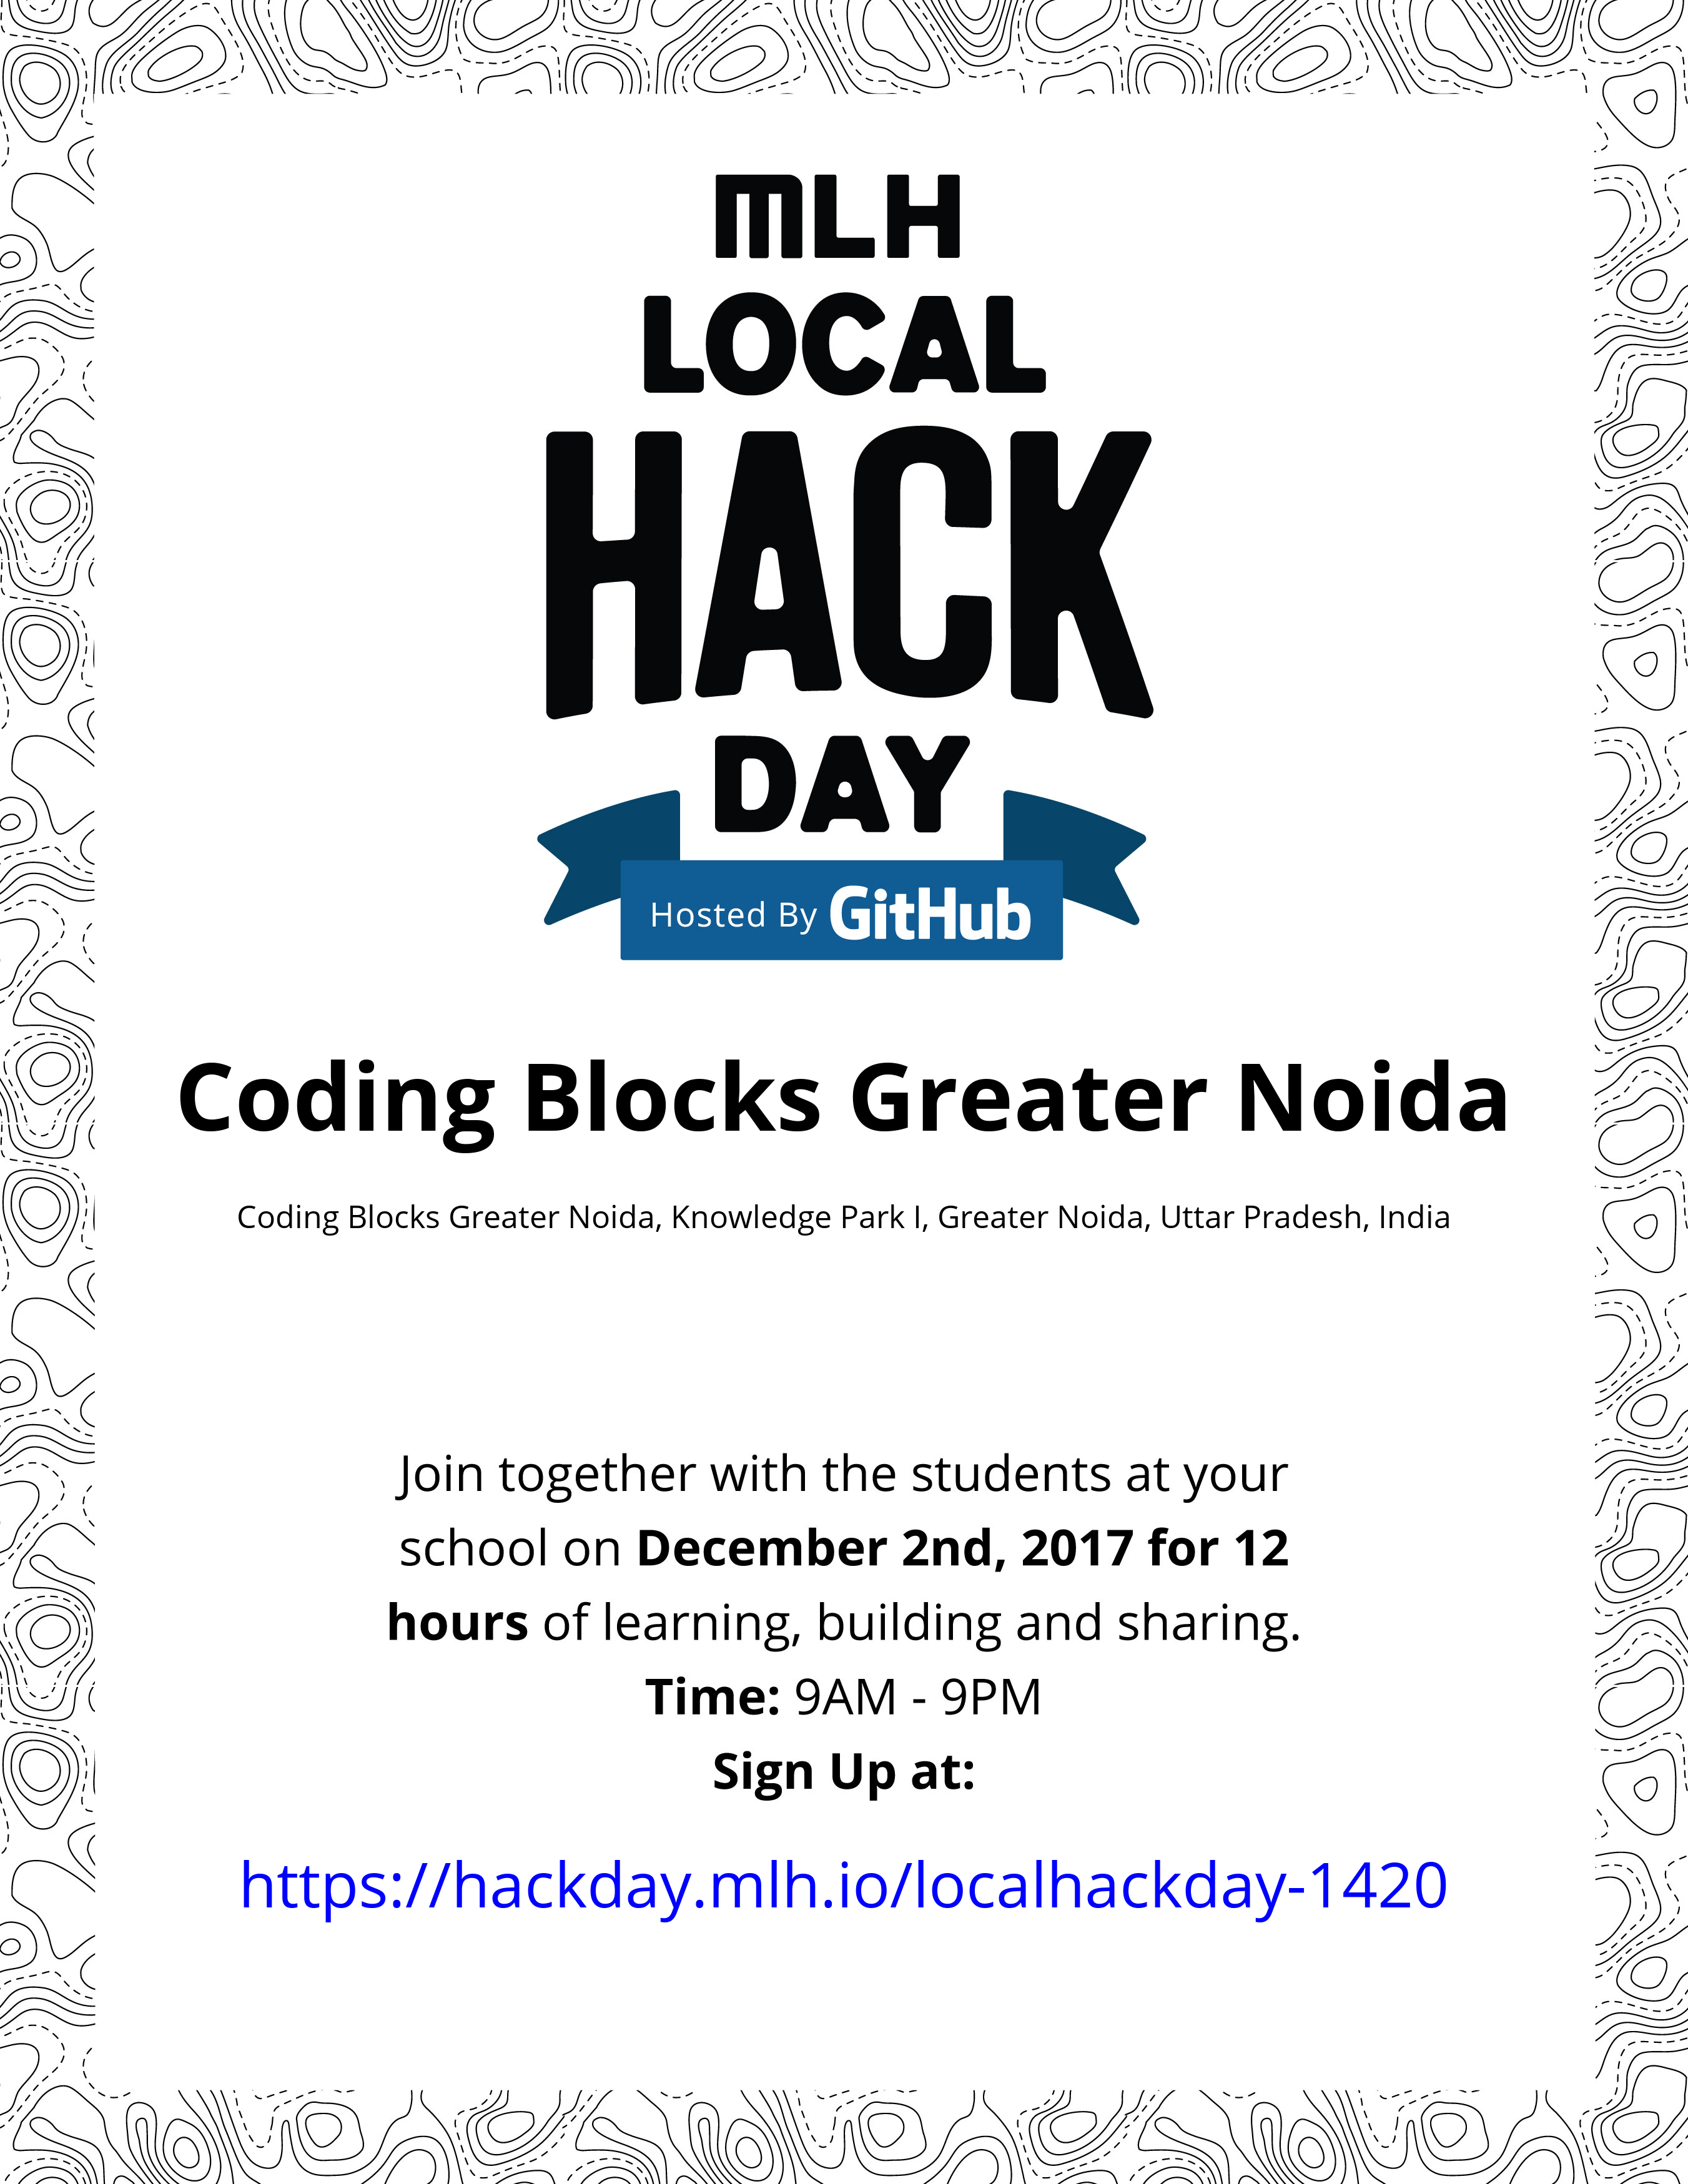 MLH
LOCAL
HACK
DAY
Hosted By GitHub
Coding Blocks Greater Noida
Coding Blocks Greater Noida, Knowledge Park I, Greater Noida, Uttar Pradesh, India
Join together with the students at your
school on December 2nd, 2017 for 12
hours of learning, building and sharing.
Time: 9AM - 9PM
Sign Up at:
https://hackday.mlh.io/localhackday-1420